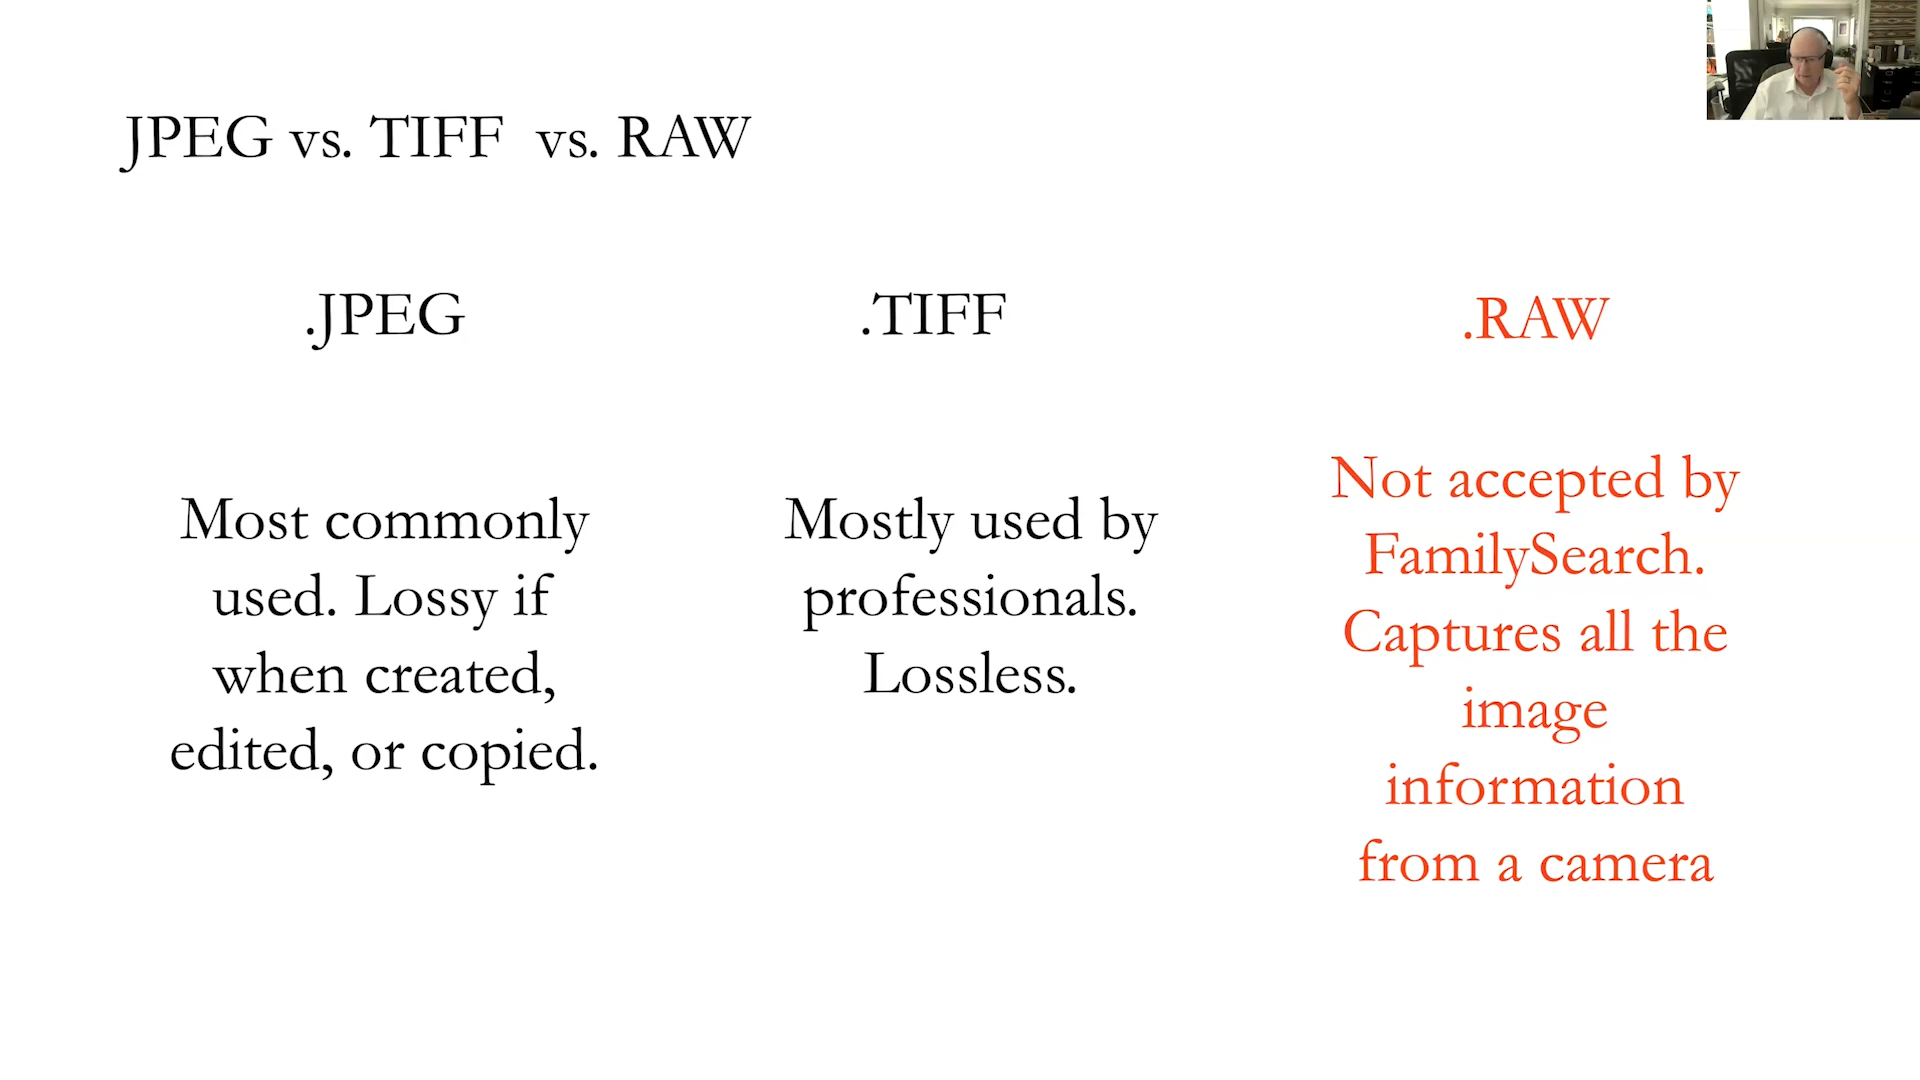 JPEG vs. TIFF vs. RAW
.JPEG
Most commonly
used. Lossy if
when created,
edited, or copied.
.TIFF
Mostly used by
professionals.
Lossless.
.RAW
Not accepted by
FamilySearch.
Captures all the
image
information
from a camera